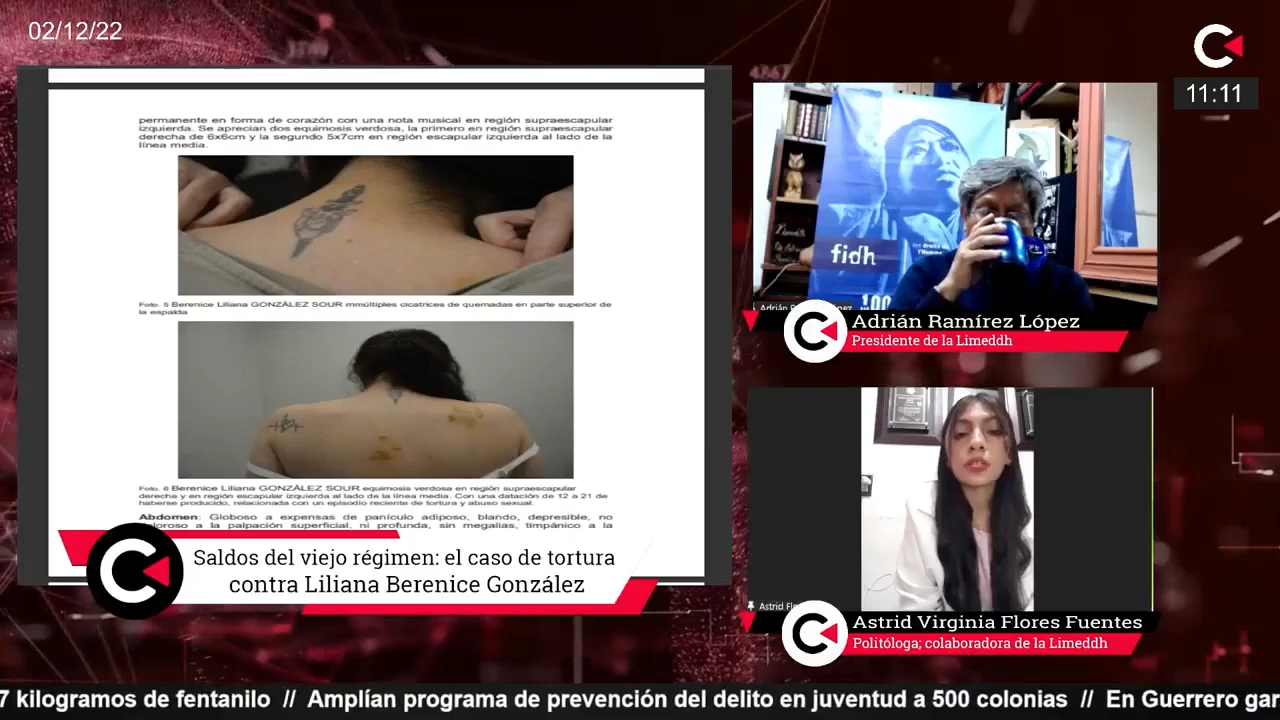 02/12/22
11:11
permanente en forma de corazón con una nota musical en región supraescapular
izquierda. Se aprecian dos equimosis verdosa, la primero en región supraescapular
derecha de 6x6cm y la segundo 5x7cm en región escapular izquierda al lado de la
línea media.
Foto. 5 Berenice Liliana GONZÁLEZ SOUR mmúltiples cicatrices de quemadas en parte superior de
la espalda
Foto. 6 Berenice Liliana GONZÁLEZ SOUR equimosis verdosa en región supraescapular
derecha y en región escapular izquierda al lado de la línea media. Con una datación de 12 a 21 de
haberse producido, relacionada con un episodio reciente de tortura y abuso sexual.
Abdomen: Globoso a expensas de panículo adiposo, blando, depresible, no
doloroso a la palpación superficial, ni profunda, sin megalias, timpánico a la
Saldos del viejo régimen: el caso de tortura
contra Liliana Berenice González
fidh
100
Adrián Ramírez López
Presidente de la Limeddh
Astrid Flo
Astrid Virginia Flores Fuentes
Politóloga; colaboradora de la Limeddh
7 kilogramos de fentanilo // Amplían programa de prevención del delito en juventud a 500 colonias // En Guerrero gar